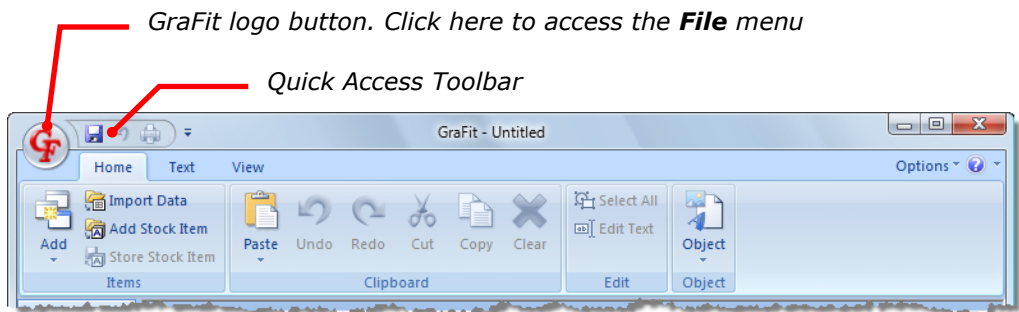 GraFit logo button. Click here to access the File menu
Quick Access Toolbar
GF
GraFit - Untitled
Home Text View Options
Import Data
Add Stock Item
Store Stock Item
Add
Paste Undo Redo Cut Copy Clear
Select All
Edit Text
Object
Items Clipboard Edit Object